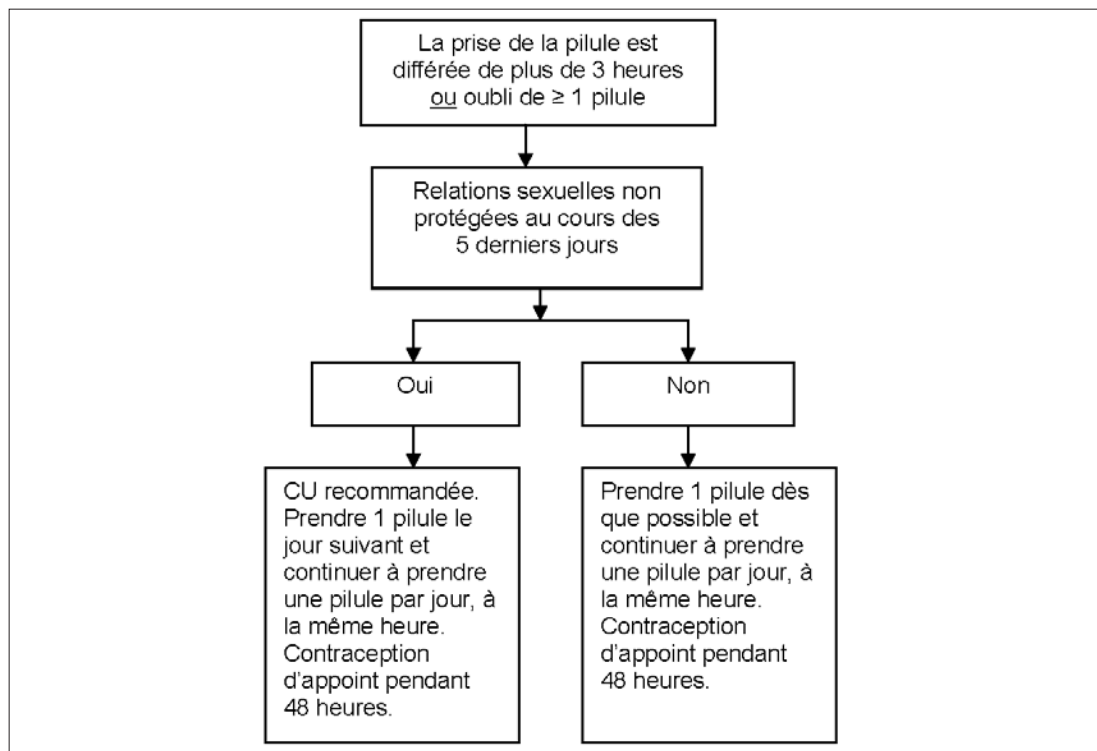 La prise de la pilule est
différée de plus de 3 heures
ou oubli de ≥ 1 pilule
Relations sexuelles non
protégées au cours des
5 derniers jours
Oui
Non
CU recommandée.
Prendre 1 pilule le
jour suivant et
continuer à prendre
une pilule par jour, à
la même heure.
Contraception
d'appoint pendant
48 heures.
Prendre 1 pilule dès
que possible et
continuer à prendre
une pilule par jour, à
la même heure.
Contraception
d'appoint pendant
48 heures.